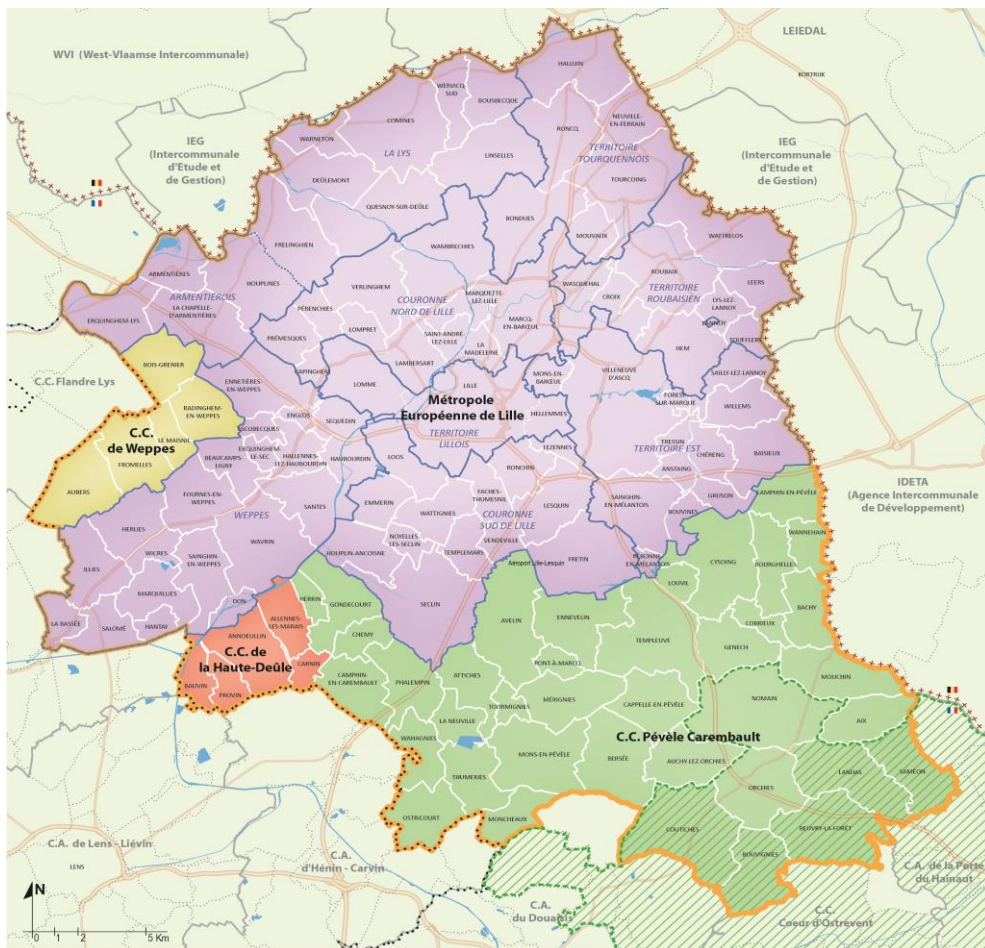 WVI (West-Vlaamse Intercommunale)
LEIEDAL
KORTRIJK
HALLUIN
WERVICQ-
SUD
BOUSBECQUE
COMINES
RONCQ
NEUVILLE-
EN-FERRAIN
WARNETON
IEG
(Intercommunale
d'Etude et
de Gestion)
LA LYS
LINSELLES
TERRITOIRE
TOURQUENNOIS
IEG
(Intercommunale
d'Etude et
de Gestion)
DEÛLEMONT
TOURCOING
QUESNOY-SUR-DEÛLE
BONDUES
MOUVAUX
WATTRELOS
FRELINGHIEN
WAMBRECHIES
ARMENTIÈRES
HOUPLINES
VERLINGHEM
WASQUEHAL
ROUBAIX
LEERS
ARMENTIEROIS
LA CHAPELLE-
D'ARMENTIÈRES
COURONNE
NORD DE LILLE
MARQUETTE-
LEZ-LILLE
CROIX
TERRITOIRE
ROUBAISIEN
LYS-LEZ-
LANNOY
ERQUINGHEM-LYS
PÉRENCHIES
MARCQ-
EN-BARŒUL
LANNOY
TOUFFLERS
PRÉMESQUES
LOMPRET
SAINT-ANDRÉ-
LEZ-LILLE
LA
MADELEINE
HEM
C.C. Flandre Lys
BOIS-GRENIER
CAPINGHEM
LAMBERSART
SAILLY-LEZ-LANNOY
ENNETIÈRES-
EN-WEPPES
LOMME
LILLE
MONS-EN-
BARŒUL
VILLENEUVE
D'ASCQ
RADINGHEM-
EN-WEPPES
Métropole
Européenne de Lille
FOREST-
SUR-MARQUE
WILLEMS
C.C.
de Weppes
LE MAISNIL
ESCOBECQUES
ENGLOS
SEQUEDIN
HELLEMMES
TERRITOIRE
LILLOIS
TRESSIN
TERRITOIRE EST
CHÉRENG
BAISIEUX
FROMELLES
BEAUCAMPS-
LIGNY
ERQUINGHEM-
LE-SEC
HALLENNES-
LEZ-HAUBOURDIN
HAUBOURDIN
LOOS
RONCHIN
LEZENNES
ANSTAING
AUBERS
FOURNES-EN-
WEPPES
SANTES
EMMERIN
FACHES-
THUMESNIL
LESQUIN
SAINGHIN-
EN-MÉLANTOIS
GRUSON
CAMPHIN-EN-PÉVÈLE
IDETA
(Agence Intercommunale
de Développement)
HERLIES
WEPPES
WATTIGNIES
COURONNE
SUD DE LILLE
BOUVINES
WAVRIN
NOYELLES-
LES-SECLIN
VENDEVILLE
WANNEHAIN
ILLIES
WICRES
SAINGHIN-
EN-WEPPES
HOUPLIN-ANCOISNE
TEMPLEMARS
Aéroport Lille-Lesquin
FRETIN
PÉRONNE-
EN-MÉLANTOIS
CYSOING
BOURGHELLES
MARQUILLIES
LOUVIL
LA BASSÉE
SALOMÉ
HANTAY
DON
HERRIN
GONDECOURT
SECLIN
BACHY
ALLENNES-
LES-MARAIS
ANNOEULLIN
AVELIN
ENNEVELIN
COBRIEUX
CHEMY
TEMPLEUVE
GENECH
C.C. de
la Haute-Deûle
CARNIN
CAMPHIN-
EN-CAREMBAULT
PHALEMPIN
ATTICHES
PONT-À-MARCQ
MOUCHIN
BAUVIN
PROVIN
MÉRIGNIES
CAPPELLE-EN-PÉVÈLE
NOMAIN
TOURMIGNIES
LA NEUVILLE
AIX
WAHAGNIES
C.C. Pévèle Carembault
MONS-EN-PÉVÈLE
BERSÉE
AUCHY-LEZ-ORCHIES
THUMERIES
LANDAS
SAMÉON
ORCHIES
OSTRICOURT
MONCHEAUX
COUTICHES
BEUVRY-LA-FORÊT
BOUVIGNIES
C.A. de Lens - Liévin
LENS
C.A.
d'Hénin - Carvin
C.A. de la Porte
du Hainaut
C.A.
du Douaisis
C.C.
Coeur d'Ostrevent
N
0 1 2 5 Km